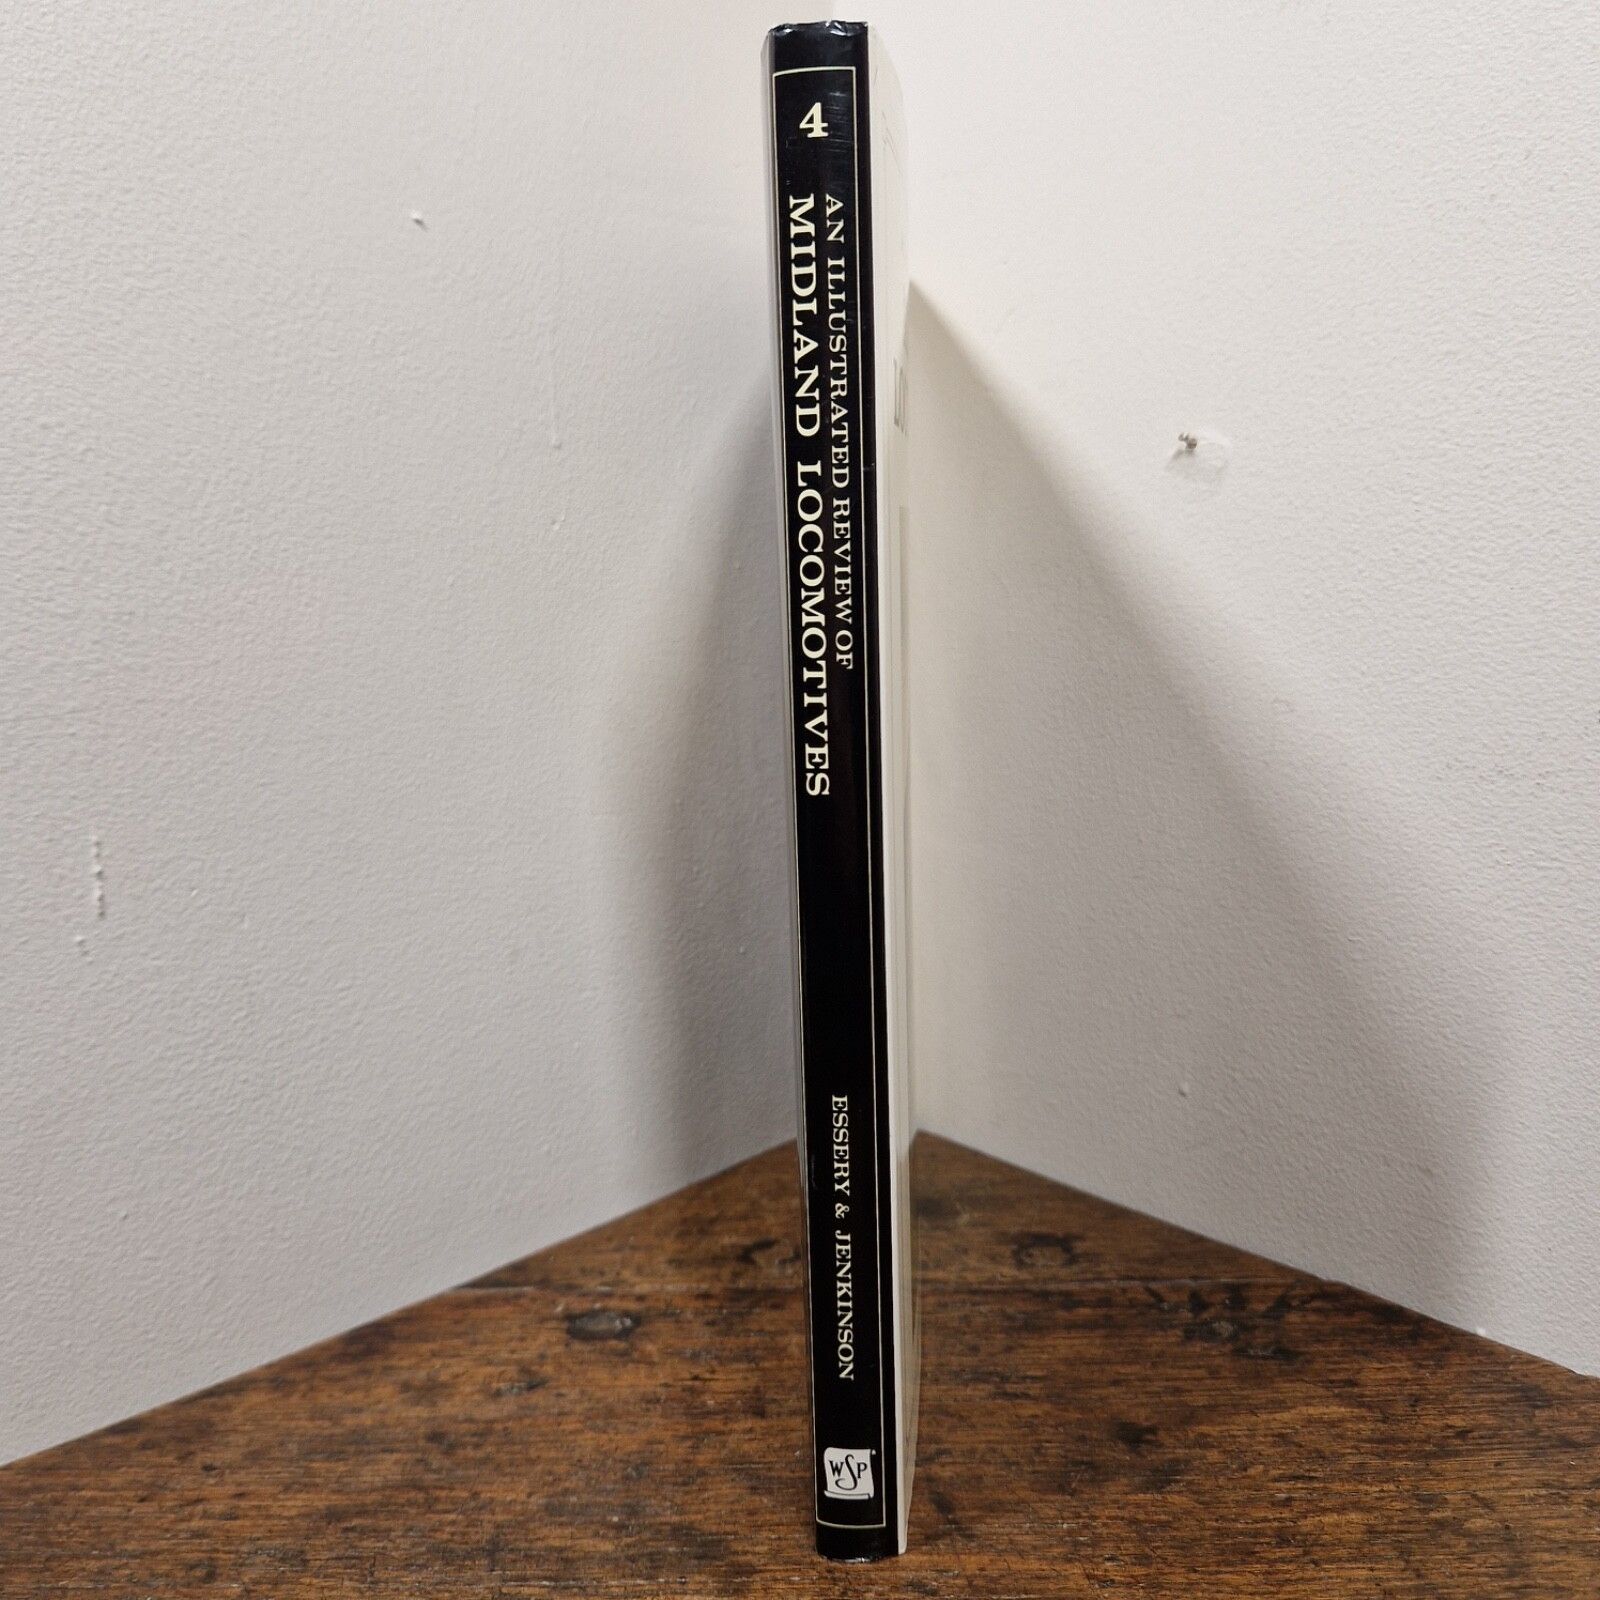 4
AN ILLUSTRATED REVIEW OF
MIDLAND LOCOMOTIVES
ESSERY & JENKINSON
WSP